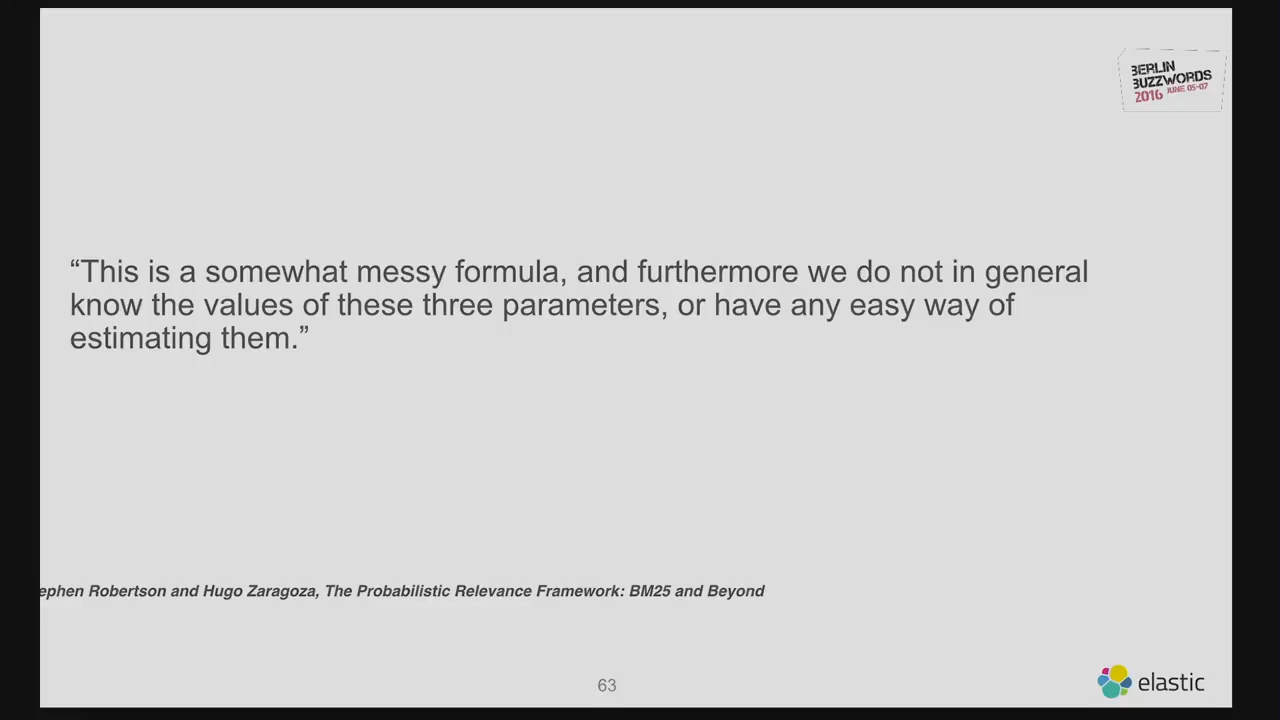 BERLIN
BUZZWORDS
2016 JUNE 05-07
“This is a somewhat messy formula, and furthermore we do not in general
know the values of these three parameters, or have any easy way of
estimating them.”
ephen Robertson and Hugo Zaragoza, The Probabilistic Relevance Framework: BM25 and Beyond
63
elastic